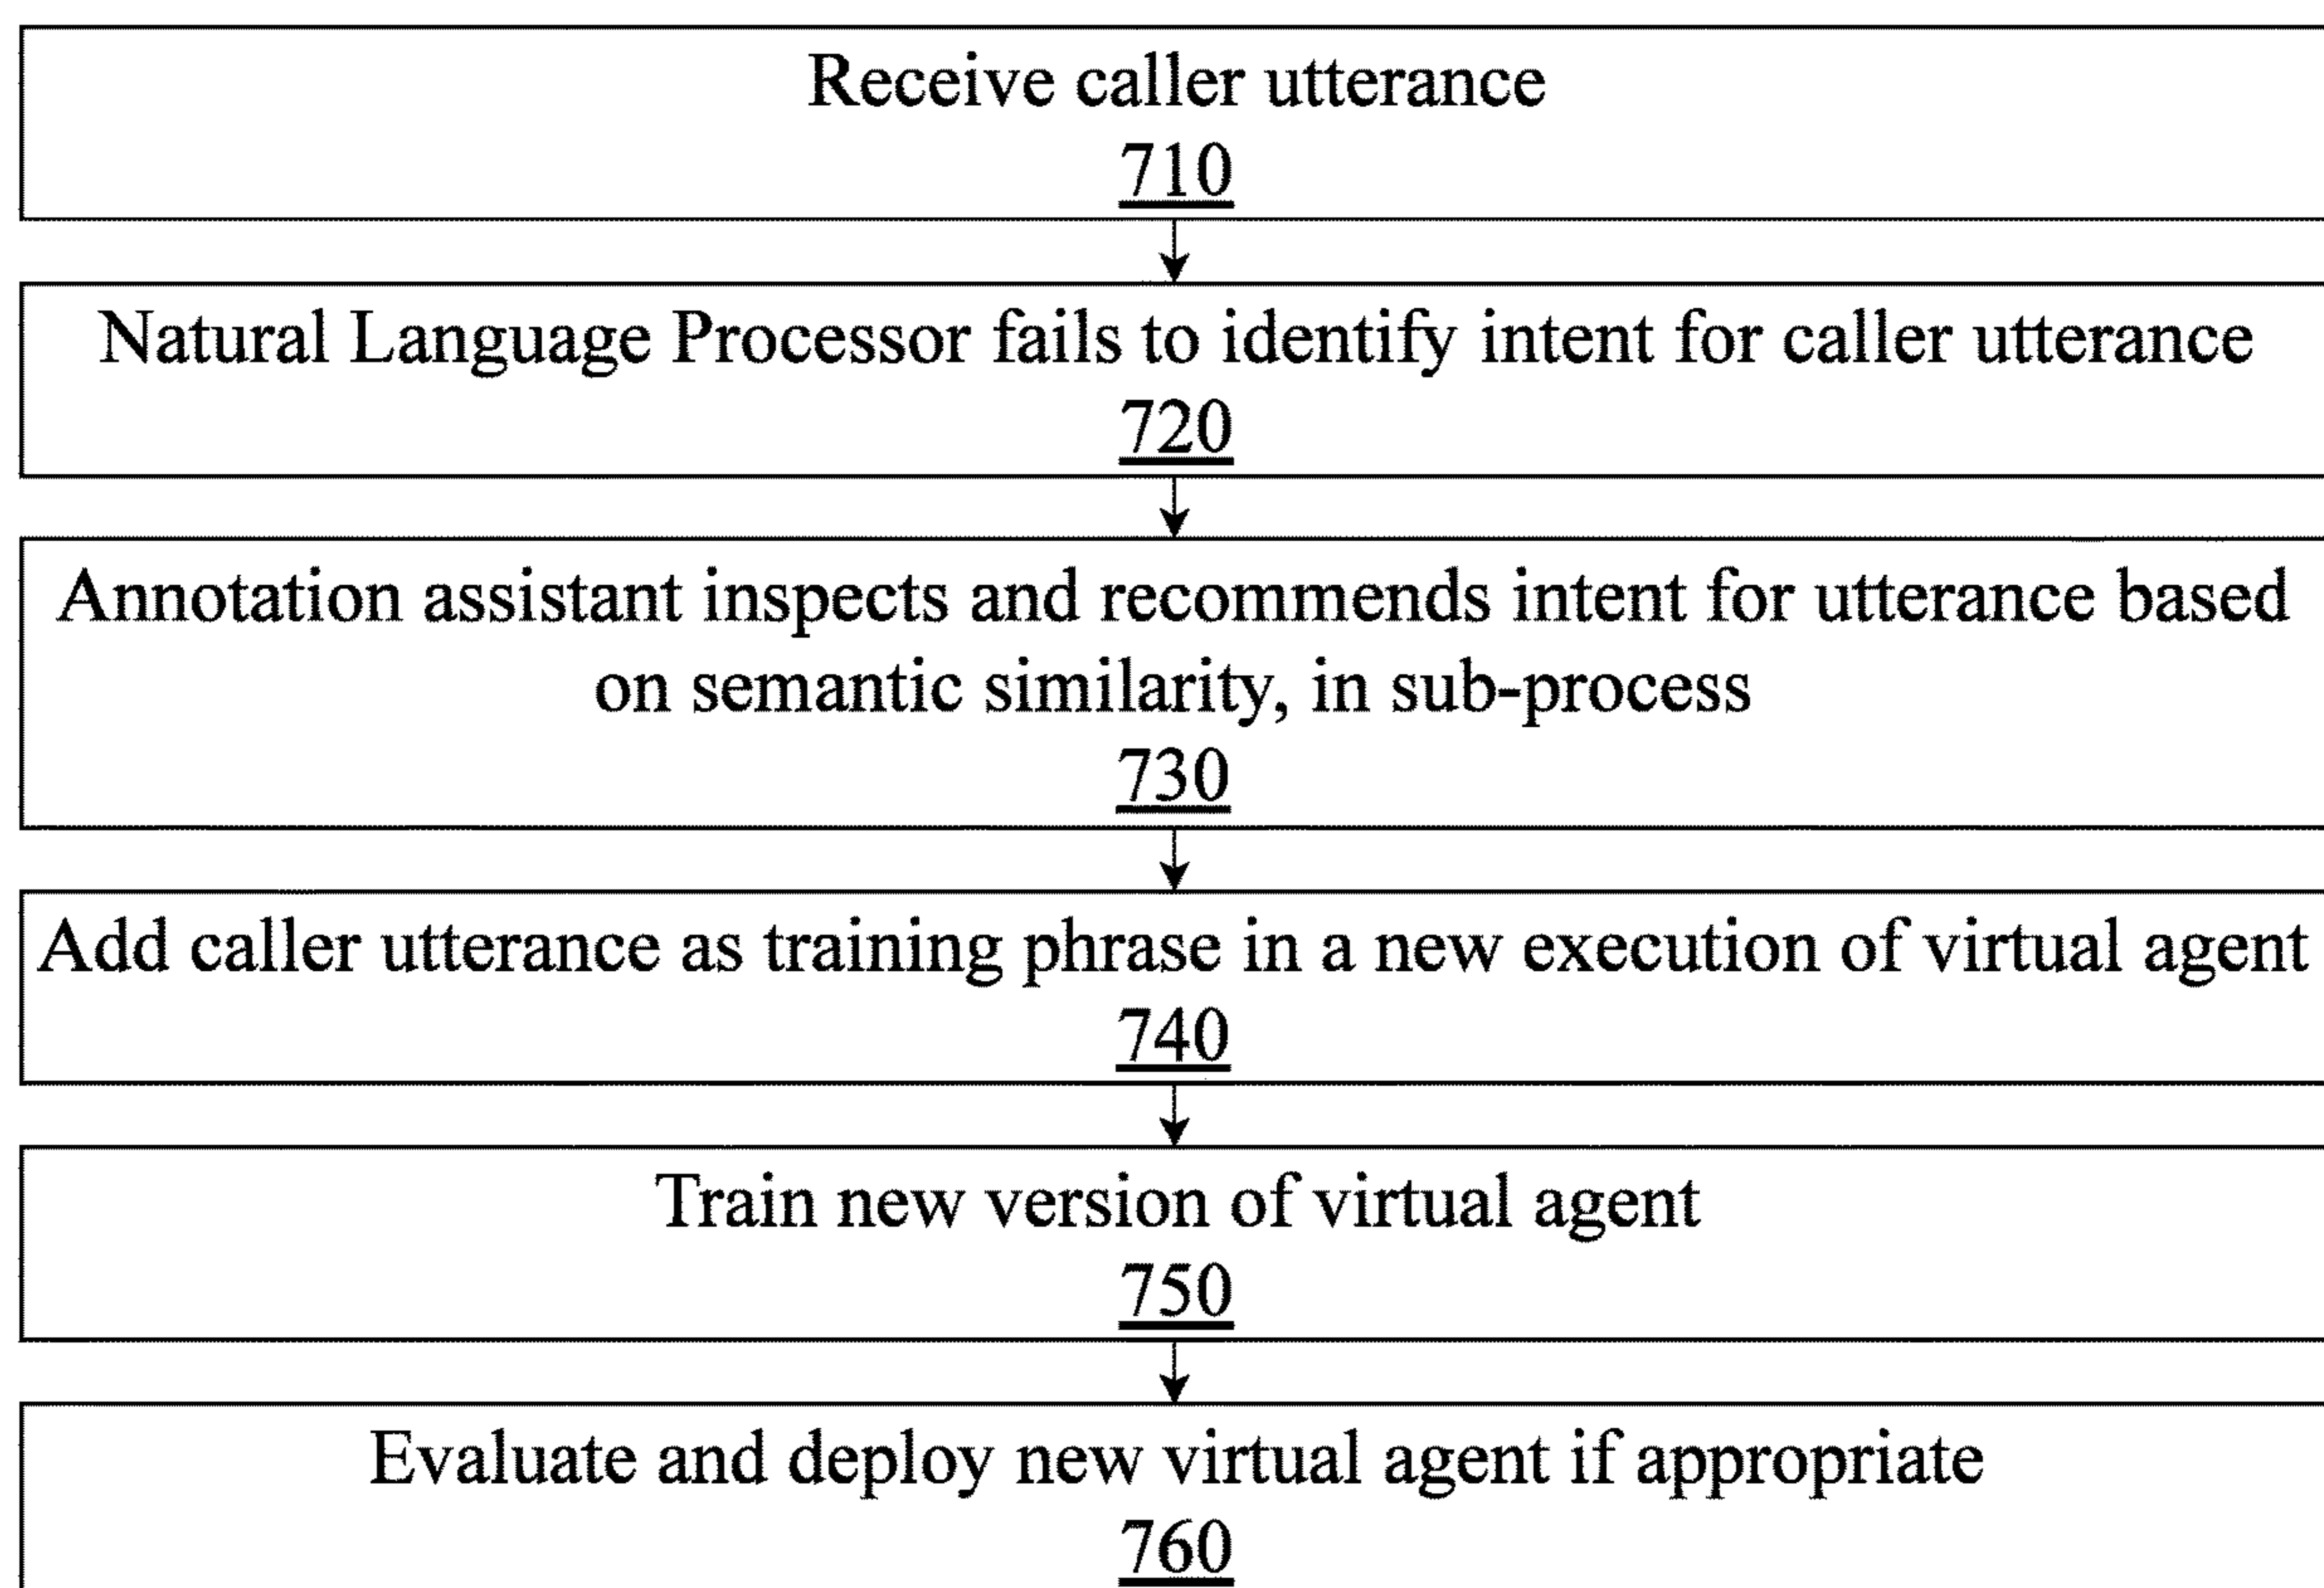 Receive caller utterance
710
Natural Language Processor fails to identify intent for caller utterance
720
Annotation assistant inspects and recommends intent for utterance based
on semantic similarity, in sub-process
730
Add caller utterance as training phrase in a new execution of virtual agent
740
Train new version of virtual agent
750
Evaluate and deploy new virtual agent if appropriate
760